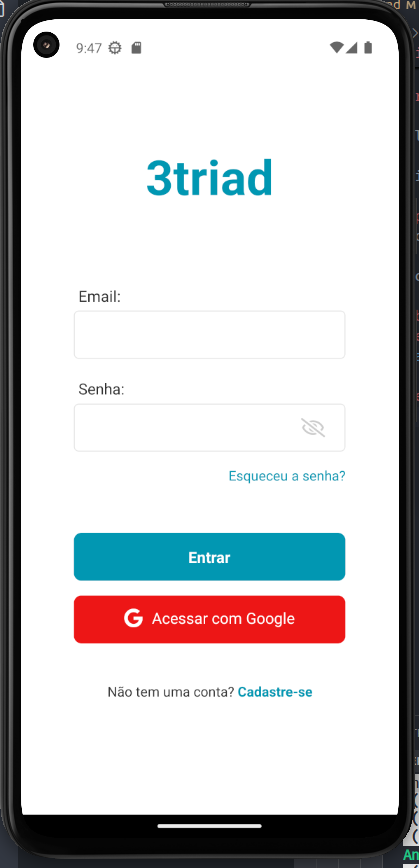 9:47
3triad
Email:
Senha:
Esqueceu a senha?
Entrar
G Acessar com Google
Não tem uma conta? Cadastre-se